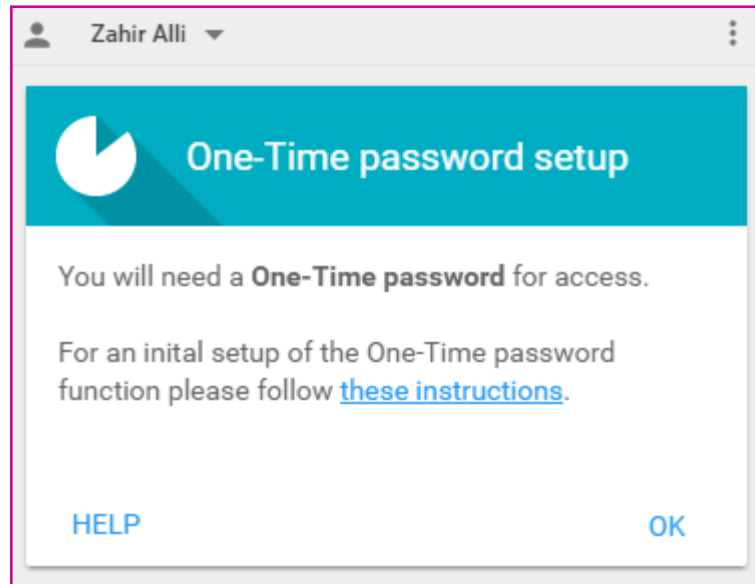 Zahir Alli
One-Time password setup
You will need a One-Time password for access.
For an inital setup of the One-Time password
function please follow these instructions.
HELP
OK